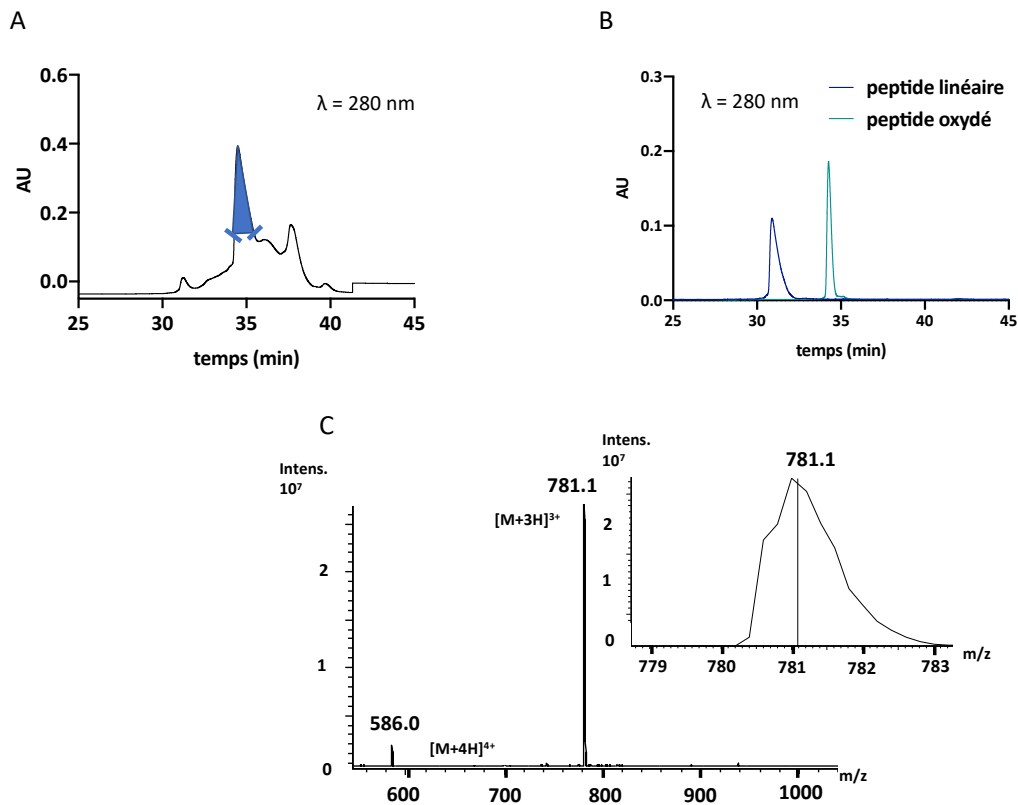 A
λ = 280 nm
AU
0.6
0.4
0.2
0.0
25 30 35 40 45
temps (min)
B
λ = 280 nm
peptide linéaire
peptide oxydé
AU
0.3
0.2
0.1
0.0
25 30 35 40 45
temps (min)
C
Intens.
10⁷
781.1
[M+3H]³⁺
586.0
[M+4H]⁴⁺
2
1
0
600 700 800 900 1000
m/z
Intens.
10⁷
781.1
2
1
0
779 780 781 782 783
m/z